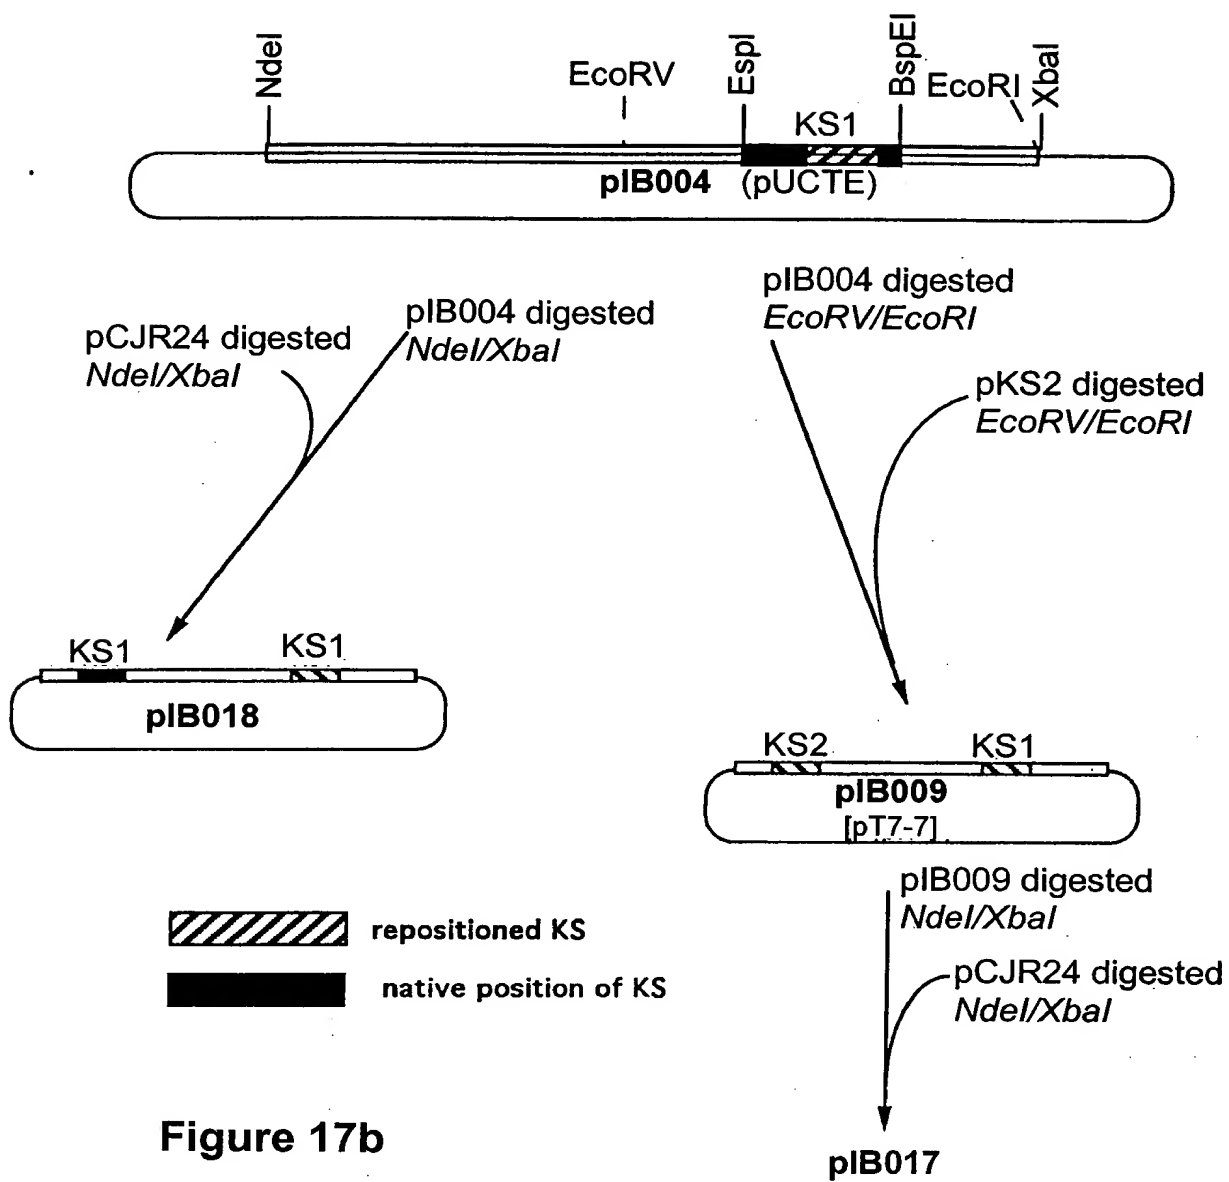 NdeI
EcoRV
EspI
KS1
BspEI
EcoRI
XbaI
pIB004 (pUCTE)
pCJR24 digested
NdeI/XbaI
pIB004 digested
NdeI/XbaI
pIB004 digested
EcoRV/EcoRI
pKS2 digested
EcoRV/EcoRI
KS1
KS1
pIB018
KS2
KS1
pIB009
[pT7-7]
pIB009 digested
NdeI/XbaI
repositioned KS
native position of KS
pCJR24 digested
NdeI/XbaI
Figure 17b
pIB017